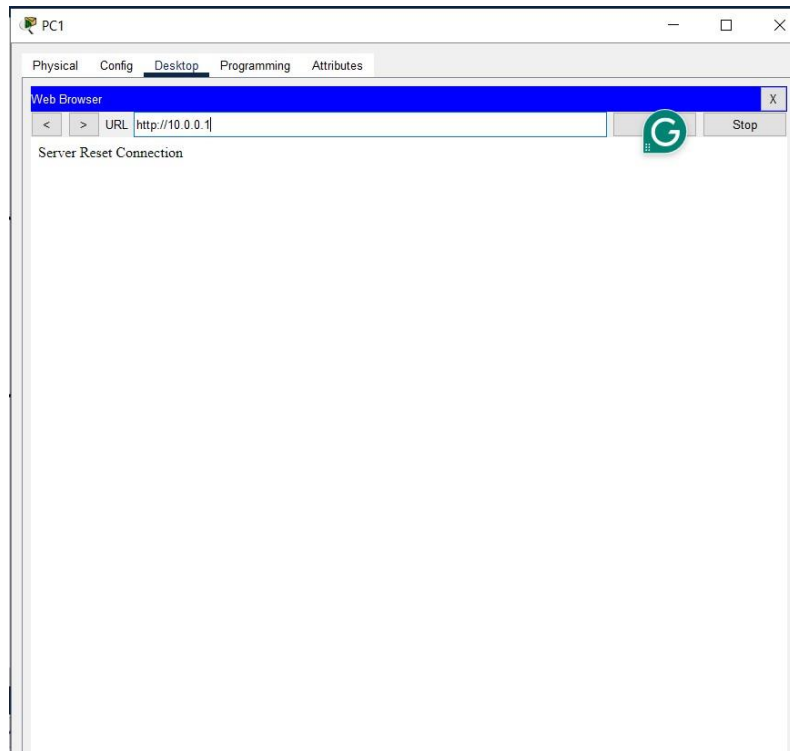 PC1
Physical Config Desktop Programming Attributes
Web Browser X
< > URL http://10.0.0.1 Stop
Server Reset Connection
G